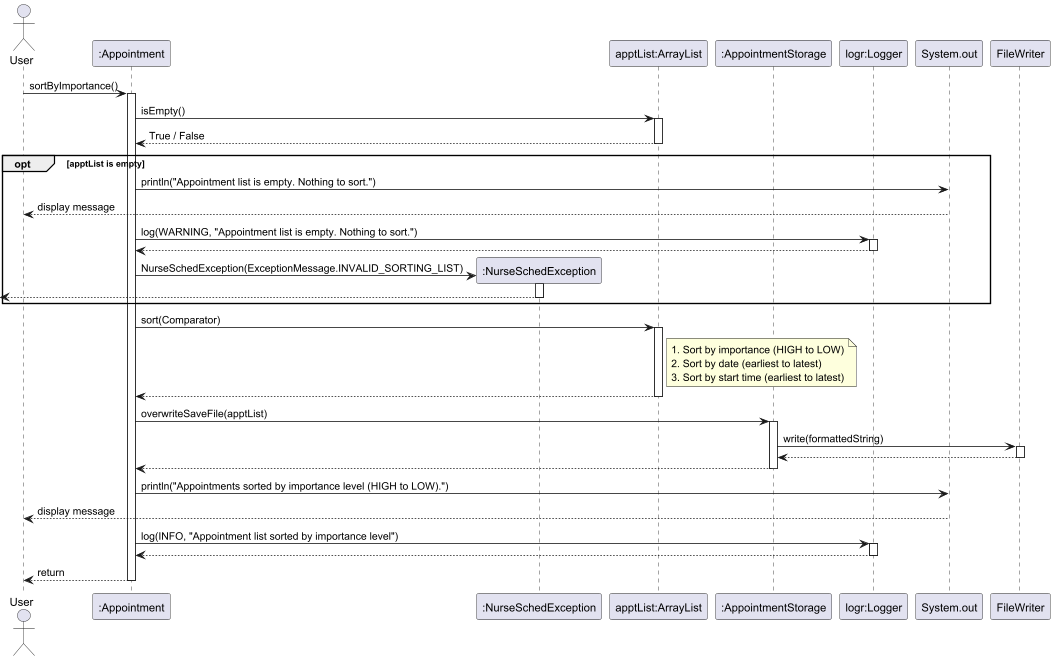 User
:Appointment
apptList:ArrayList
:AppointmentStorage
logr:Logger
System.out
FileWriter
sortByImportance()
isEmpty()
True / False
opt
[apptList is empty]
println("Appointment list is empty. Nothing to sort.")
display message
log(WARNING, "Appointment list is empty. Nothing to sort.")
NurseSchedException(ExceptionMessage.INVALID_SORTING_LIST)
:NurseSchedException
sort(Comparator)
1. Sort by importance (HIGH to LOW)
2. Sort by date (earliest to latest)
3. Sort by start time (earliest to latest)
overwriteSaveFile(apptList)
write(formattedString)
println("Appointments sorted by importance level (HIGH to LOW).")
display message
log(INFO, "Appointment list sorted by importance level")
return
User
:Appointment
:NurseSchedException
apptList:ArrayList
:AppointmentStorage
logr:Logger
System.out
FileWriter